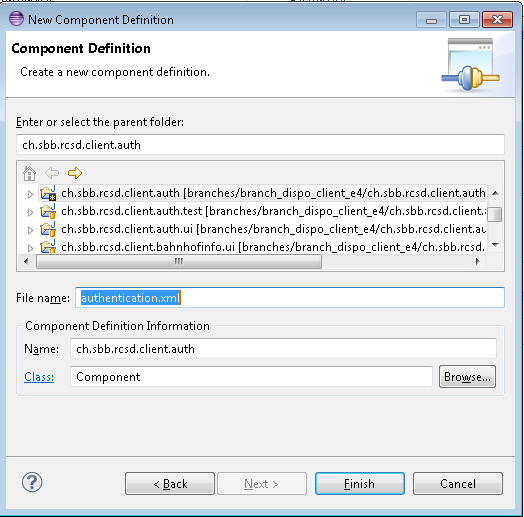 New Component Definition
Component Definition
Create a new component definition.
Enter or select the parent folder:
ch.sbb.rcsd.client.auth
ch.sbb.rcsd.client.auth [branches/branch_dispo_client_e4/ch.sbb.rcsd.client.auth
ch.sbb.rcsd.client.auth.test [branches/branch_dispo_client_e4/ch.sbb.rcsd.client.
ch.sbb.rcsd.client.auth.ui [branches/branch_dispo_client_e4/ch.sbb.rcsd.client.au
ch.sbb.rcsd.client.bahnhofinfo.ui [branches/branch_dispo_client_e4/ch.sbb.rcsd.
File name: authentication.xml
Component Definition Information
Name: ch.sbb.rcsd.client.auth
Class: Component Browse...
? < Back Next > Finish Cancel